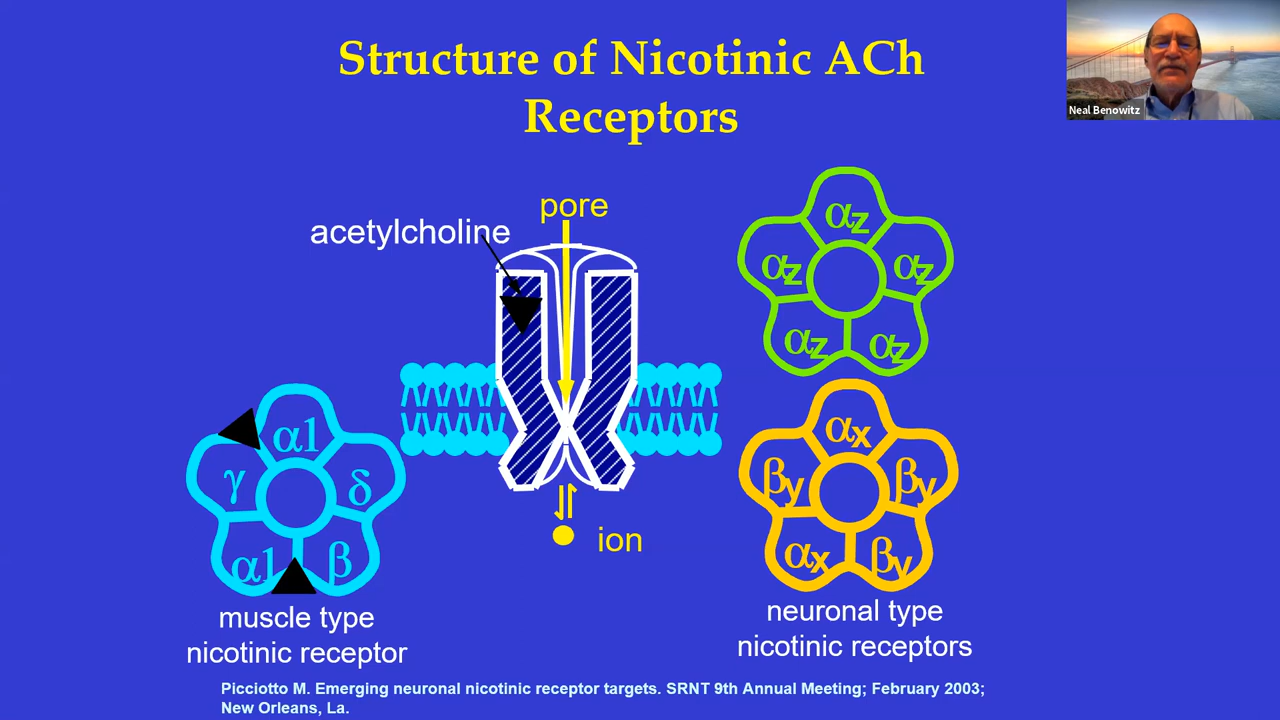 Structure of Nicotinic ACh
Receptors
Neal Benowitz
acetylcholine
pore
ion
α1
γ
δ
α1
β
muscle type
nicotinic receptor
αz
αz
αz
αz
αz
αx
βy
βy
αx
βy
neuronal type
nicotinic receptors
Picciotto M. Emerging neuronal nicotinic receptor targets. SRNT 9th Annual Meeting; February 2003;
New Orleans, La.